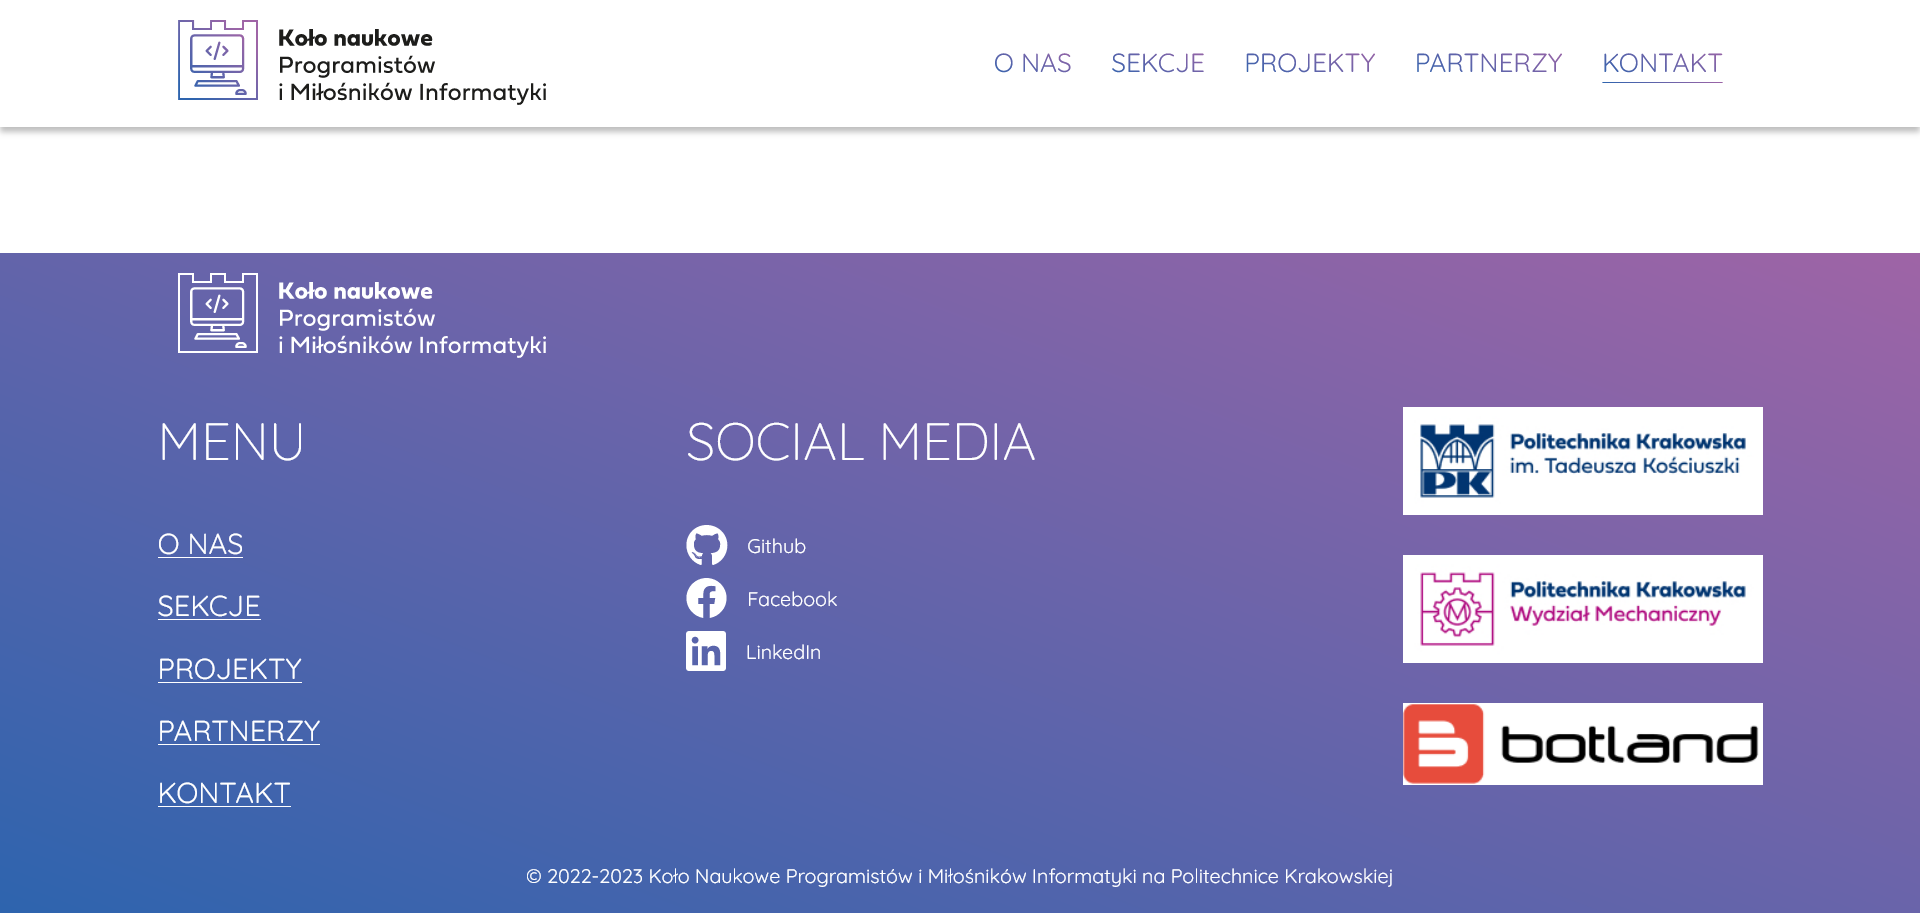 Koło naukowe
Programistów
i Miłośników Informatyki
O NAS SEKCJE PROJEKTY PARTNERZY KONTAKT
Koło naukowe
Programistów
i Miłośników Informatyki
MENU
O NAS
SEKCJE
PROJEKTY
PARTNERZY
KONTAKT
SOCIAL MEDIA
Github
Facebook
LinkedIn
PK
Politechnika Krakowska
im. Tadeusza Kościuszki
M
Politechnika Krakowska
Wydział Mechaniczny
botland
© 2022-2023 Koło Naukowe Programistów i Miłośników Informatyki na Politechnice Krakowskiej